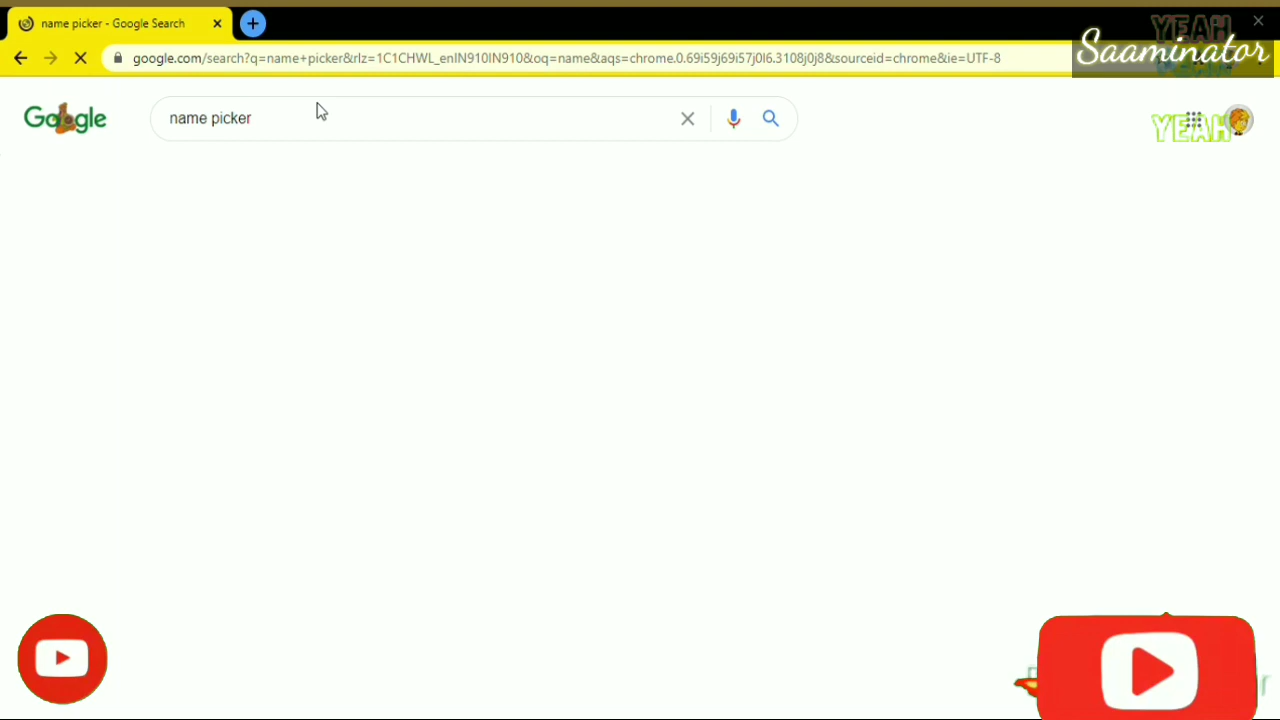 name picker - Google Search
YEAH
Saaminator
google.com/search?q=name+picker&rlz=1C1CHWL_enIN910IN910&oq=name&aqs=chrome.0.69i59j69i57j0l6.3108j0j8&sourceid=chrome&ie=UTF-8
Google
name picker
YEAH